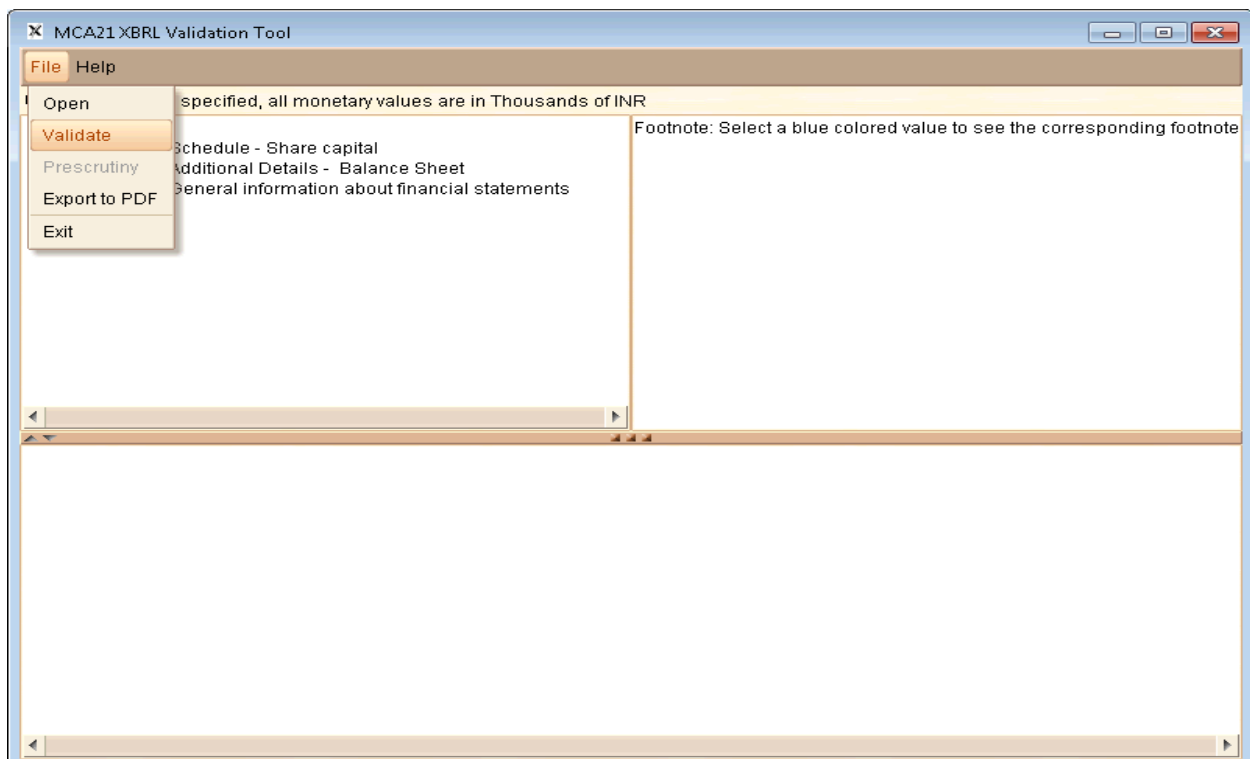 MCA21 XBRL Validation Tool
File Help
Open
Validate
Prescrutiny
Export to PDF
Exit
specified, all monetary values are in Thousands of INR
Schedule - Share capital
Additional Details - Balance Sheet
General information about financial statements
Footnote: Select a blue colored value to see the corresponding footnote